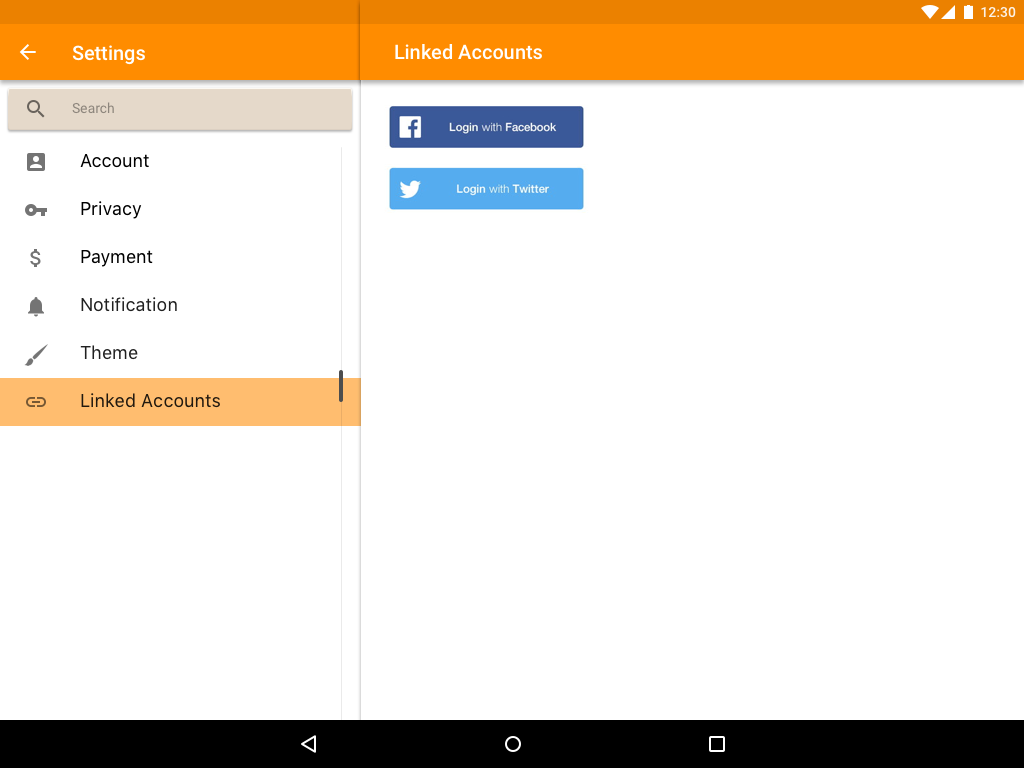 12:30
Settings
Linked Accounts
Search
Account
Privacy
Payment
Notification
Theme
Linked Accounts
Login with Facebook
Login with Twitter